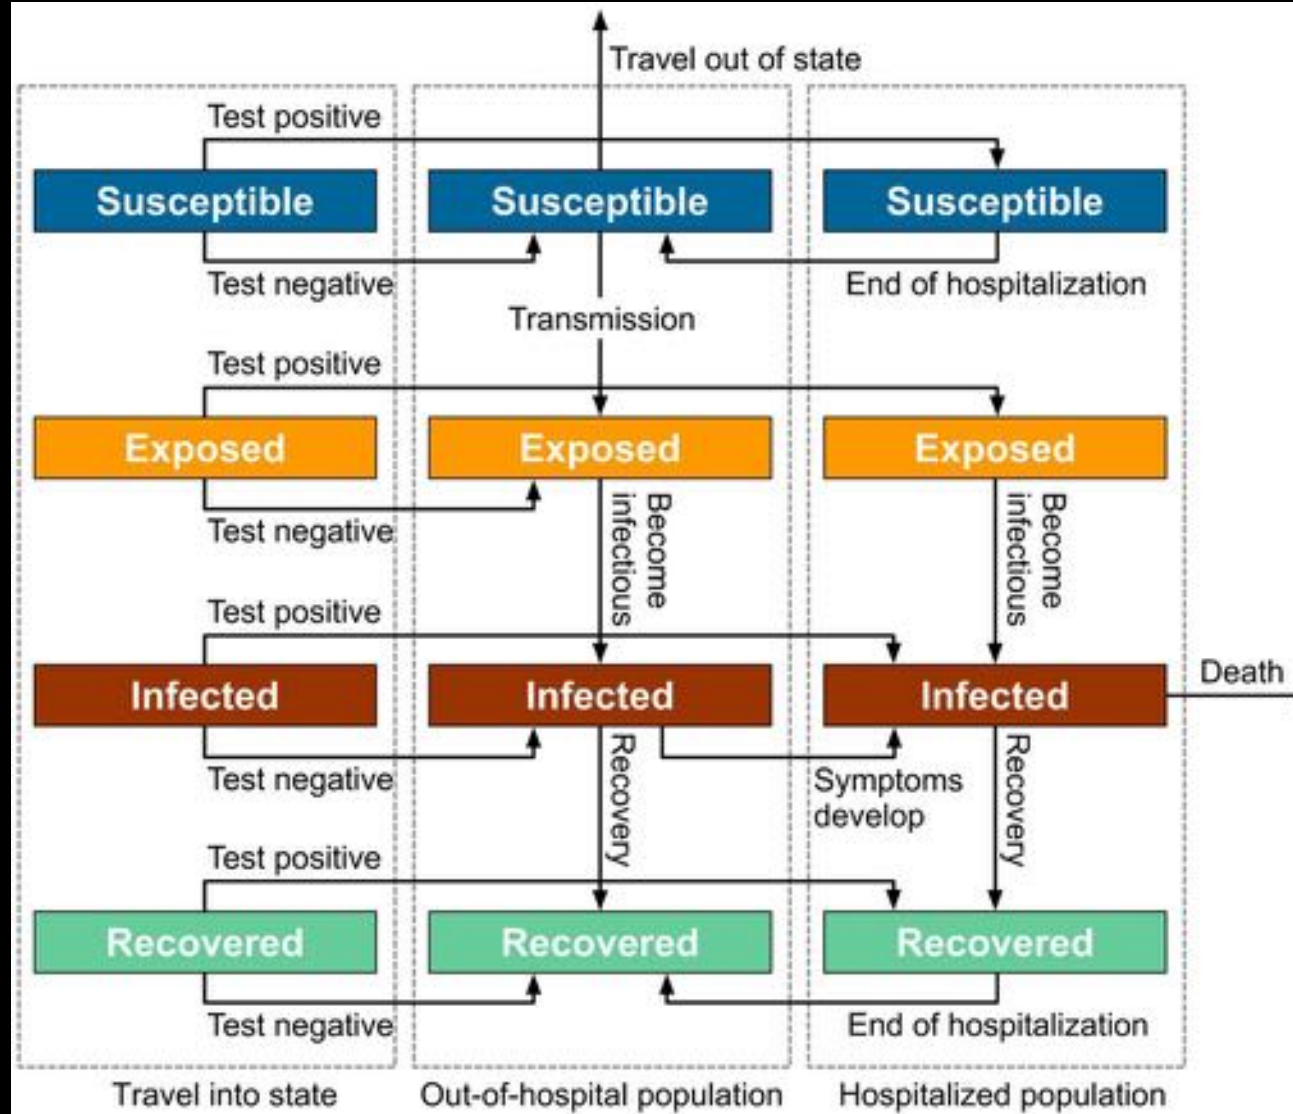 Travel out of state
Test positive
Susceptible
Susceptible
Susceptible
Test negative
End of hospitalization
Transmission
Test positive
Exposed
Exposed
Exposed
Test negative
Become
infectious
Become
infectious
Test positive
Infected
Infected
Infected
Death
Test negative
Recovery
Symptoms
develop
Recovery
Test positive
Recovered
Recovered
Recovered
Test negative
End of hospitalization
Travel into state
Out-of-hospital population
Hospitalized population